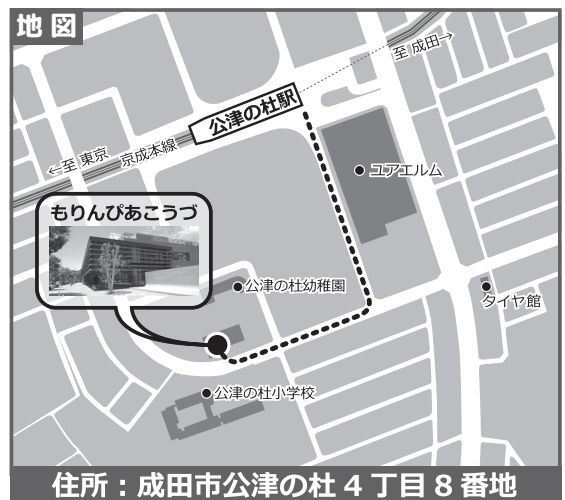 地図
至 成田→
公津の杜駅
←至 東京 京成本線
ユアエルム
もりんぴあこうづ
公津の杜幼稚園
タイヤ館
公津の杜小学校
住所：成田市公津の杜4丁目8番地